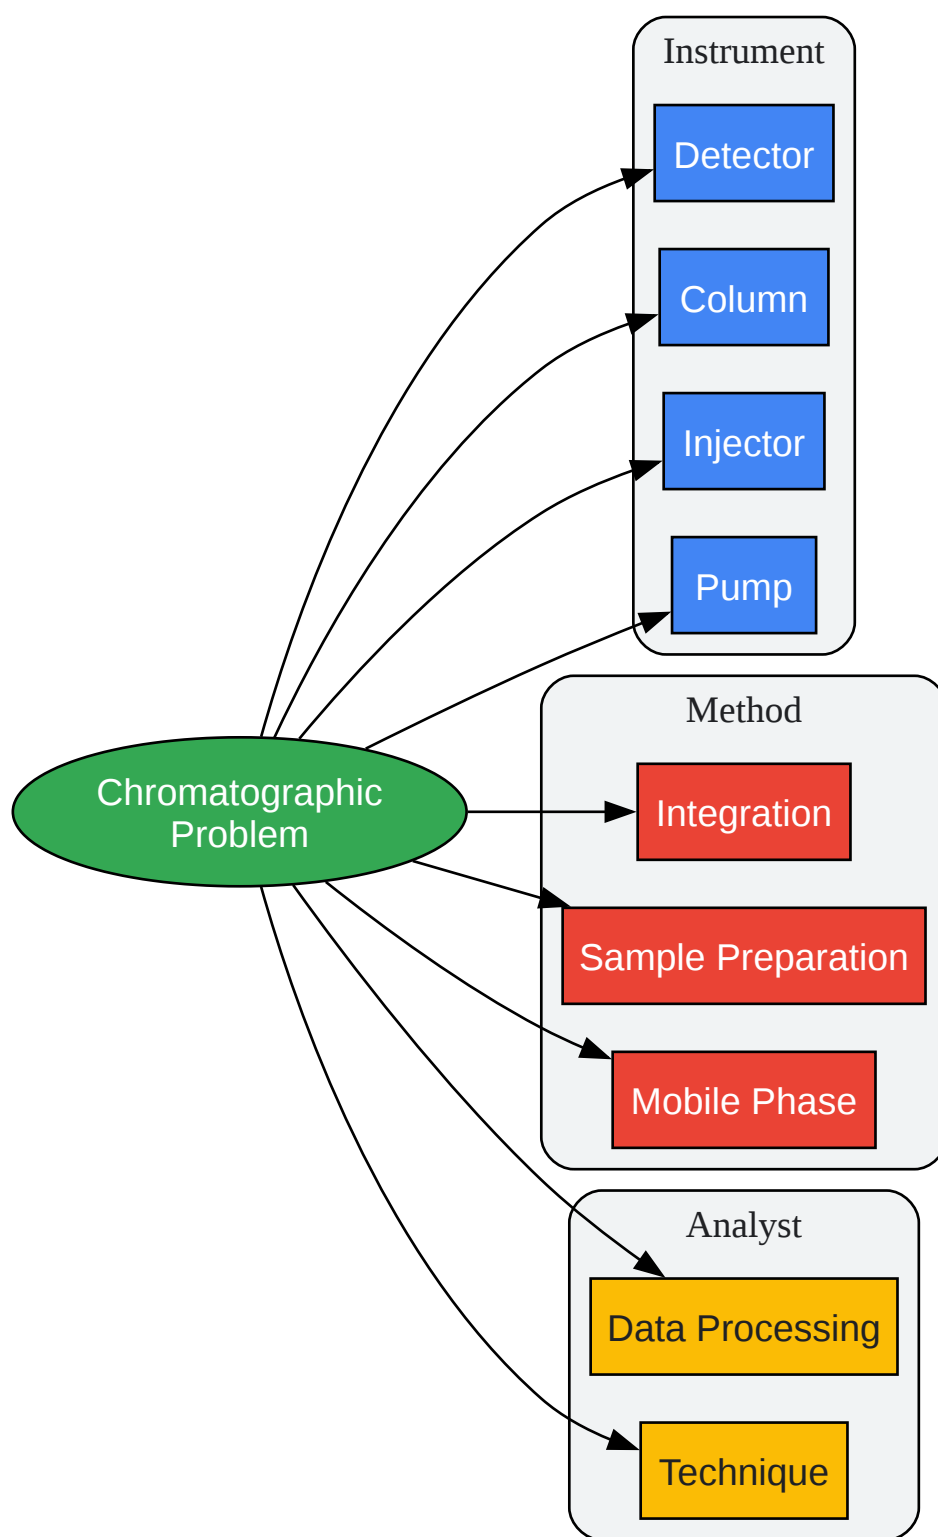 Instrument
Detector
Column
Injector
Pump
Chromatographic
Problem
Method
Integration
Sample Preparation
Mobile Phase
Analyst
Data Processing
Technique